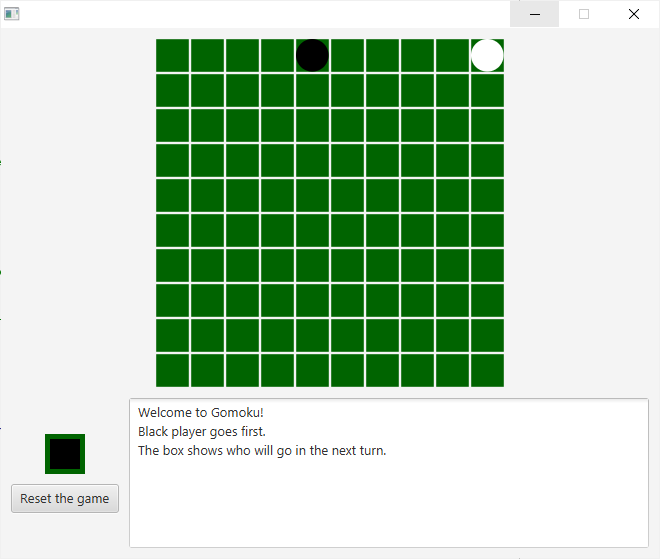 Welcome to Gomoku!
Black player goes first.
The box shows who will go in the next turn.
Reset the game